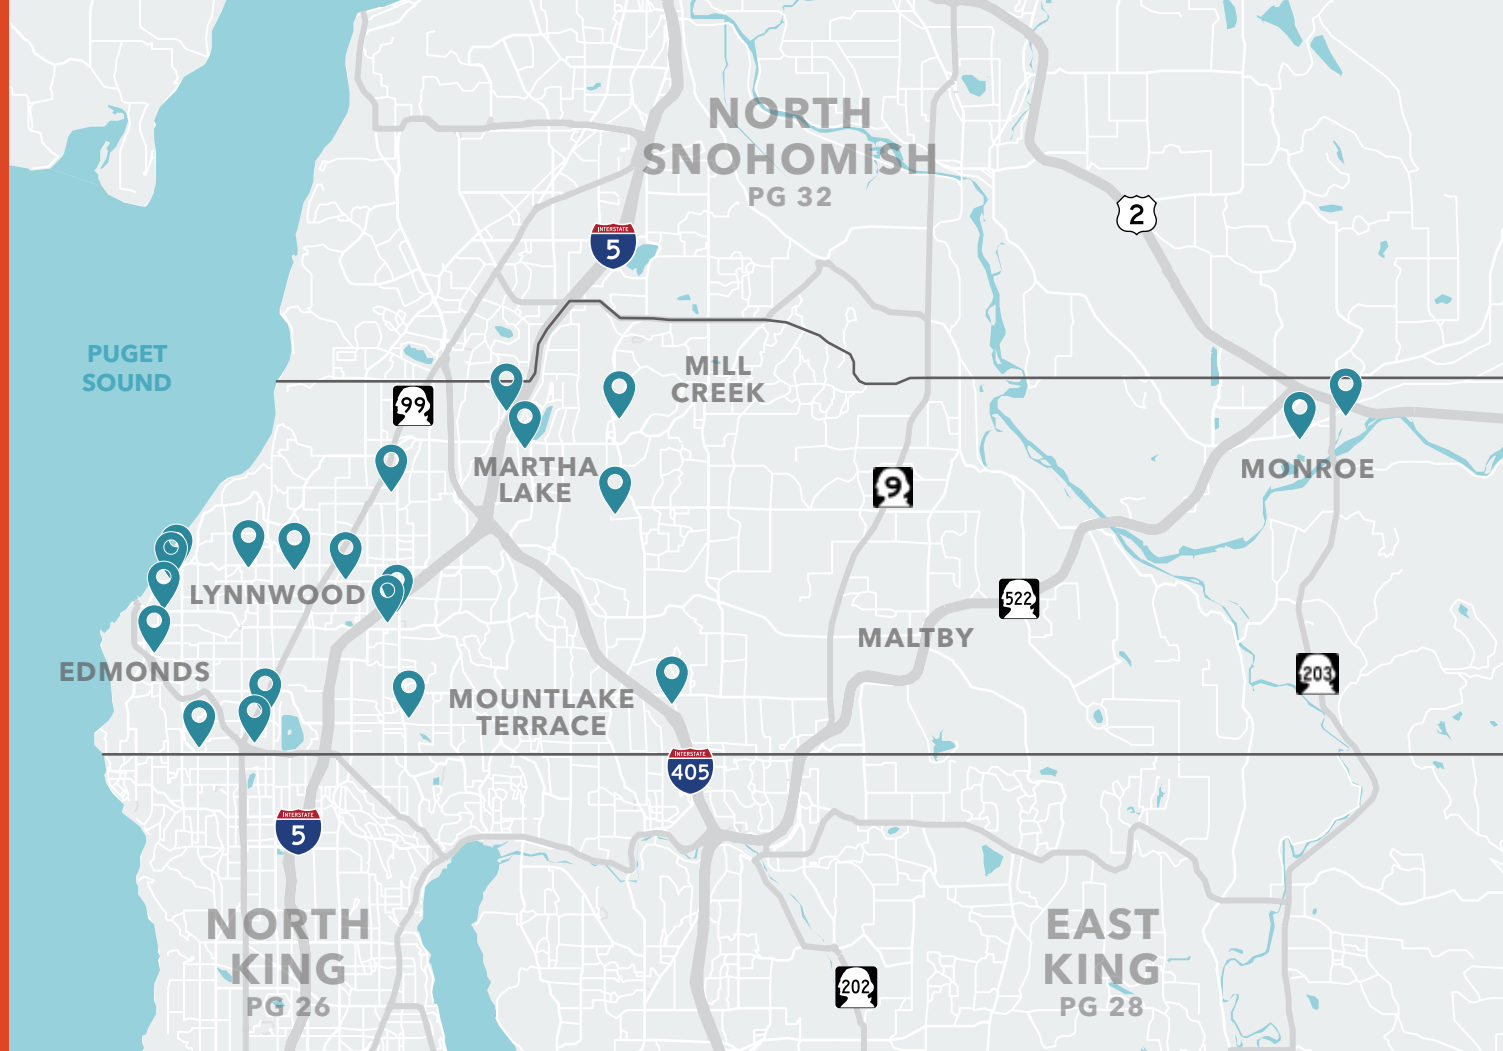 NORTH
SNOHOMISH
PG 32
2
INTERSTATE
5
PUGET
SOUND
MILL
CREEK
99
MARTHA
LAKE
MONROE
9
LYNNWOOD
522
MALTBY
EDMONDS
203
MOUNTLAKE
TERRACE
INTERSTATE
405
INTERSTATE
5
NORTH
KING
PG 26
EAST
KING
PG 28
202